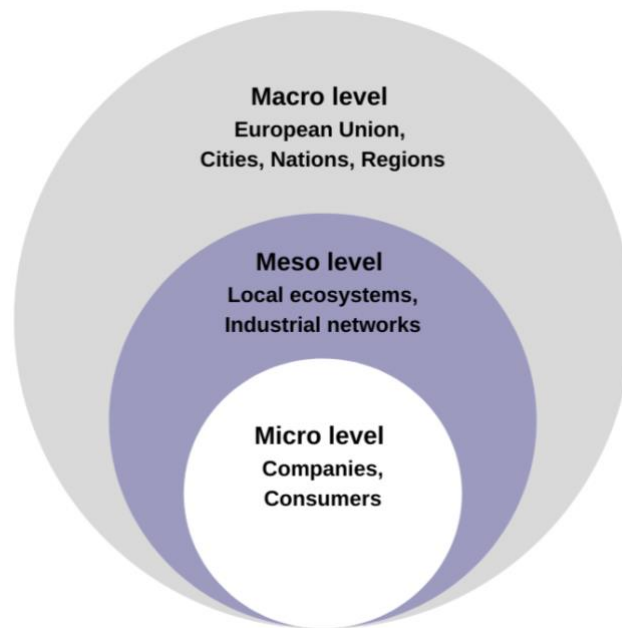 Macro level
European Union,
Cities, Nations, Regions
Meso level
Local ecosystems,
Industrial networks
Micro level
Companies,
Consumers